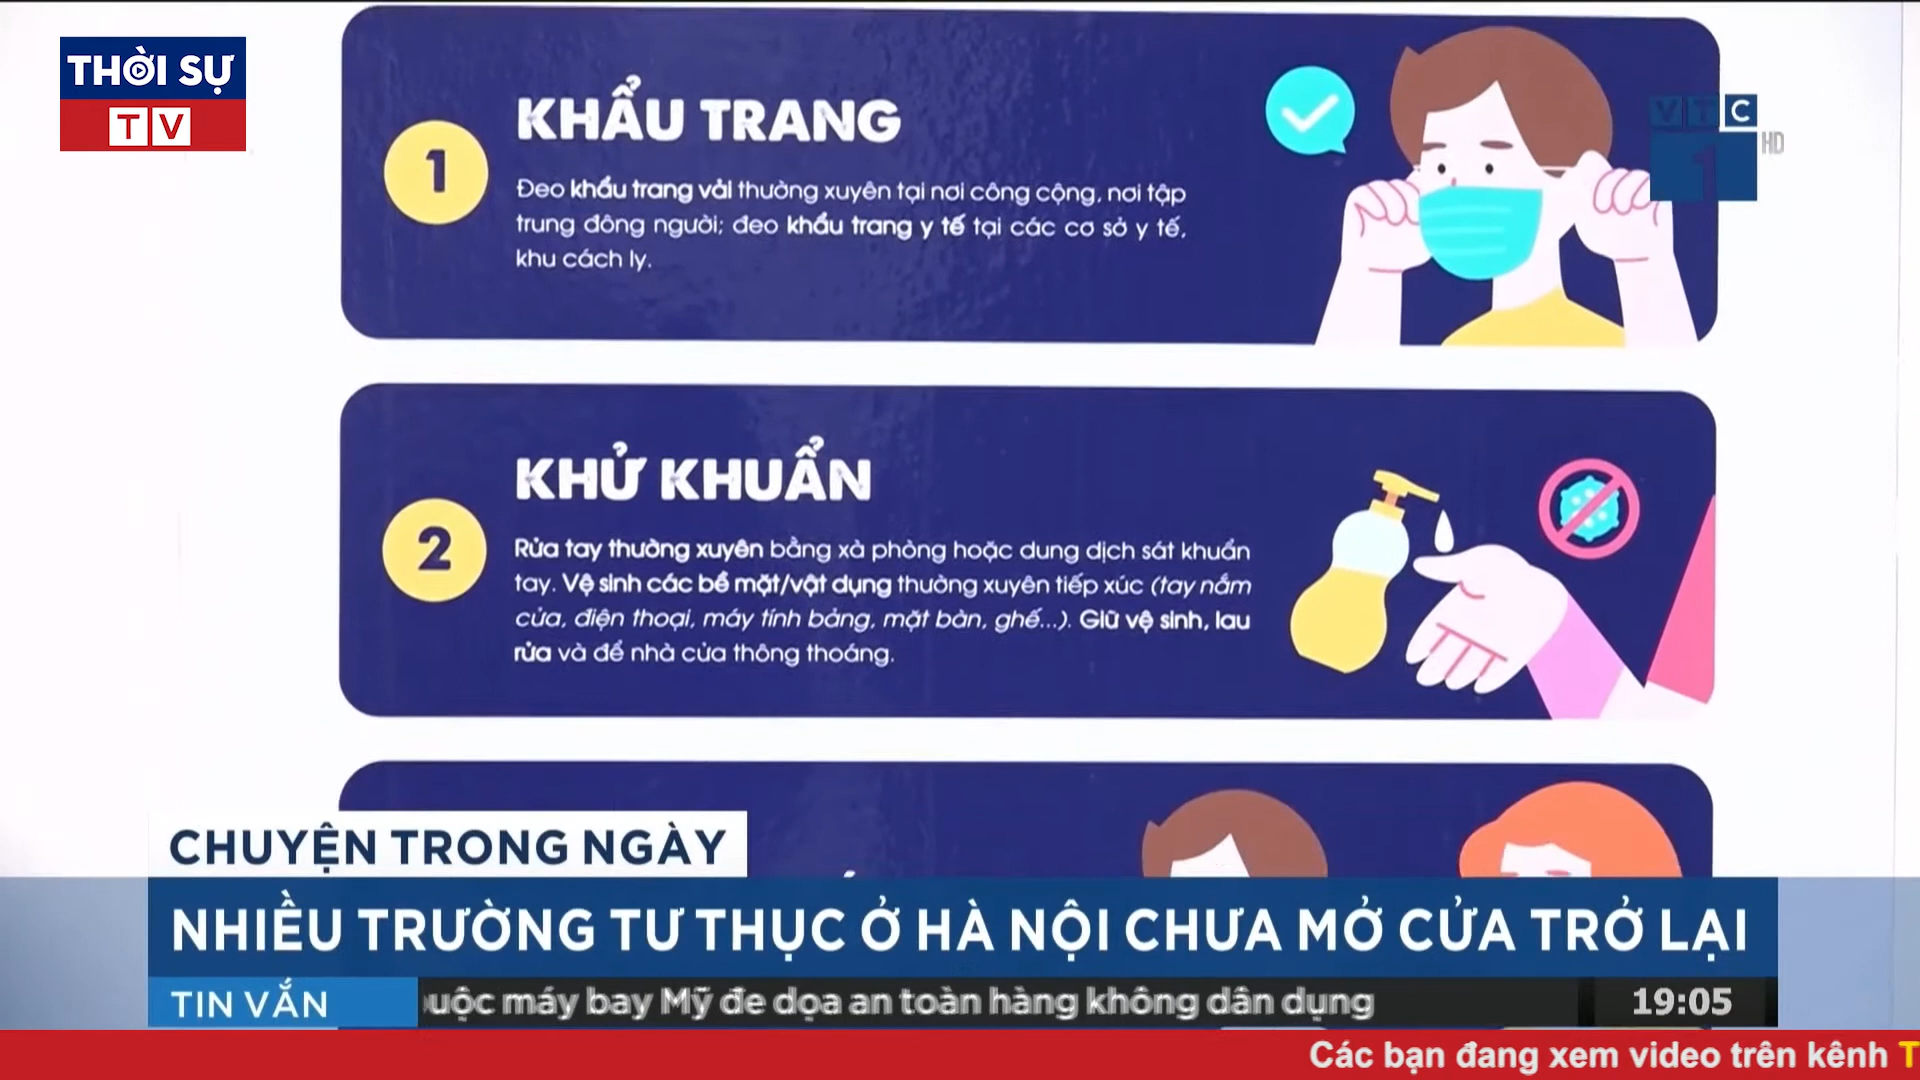 THỜI SỰ
TV
VTC
1
HD
1
KHẨU TRANG
Đeo khẩu trang vải thường xuyên tại nơi công cộng, nơi tập
trung đông người; đeo khẩu trang y tế tại các cơ sở y tế,
khu cách ly.
2
KHỬ KHUẨN
Rửa tay thường xuyên bằng xà phòng hoặc dung dịch sát khuẩn
tay. Vệ sinh các bề mặt/vật dụng thường xuyên tiếp xúc (tay nắm
cửa, điện thoại, máy tính bảng, mặt bàn, ghế...). Giữ vệ sinh, lau
rửa và để nhà cửa thông thoáng.
CHUYỆN TRONG NGÀY
NHIỀU TRƯỜNG TƯ THỤC Ở HÀ NỘI CHƯA MỞ CỬA TRỞ LẠI
TIN VẮN
máy bay Mỹ đe dọa an toàn hàng không dân dụng
19:05
Các bạn đang xem video trên kênh T